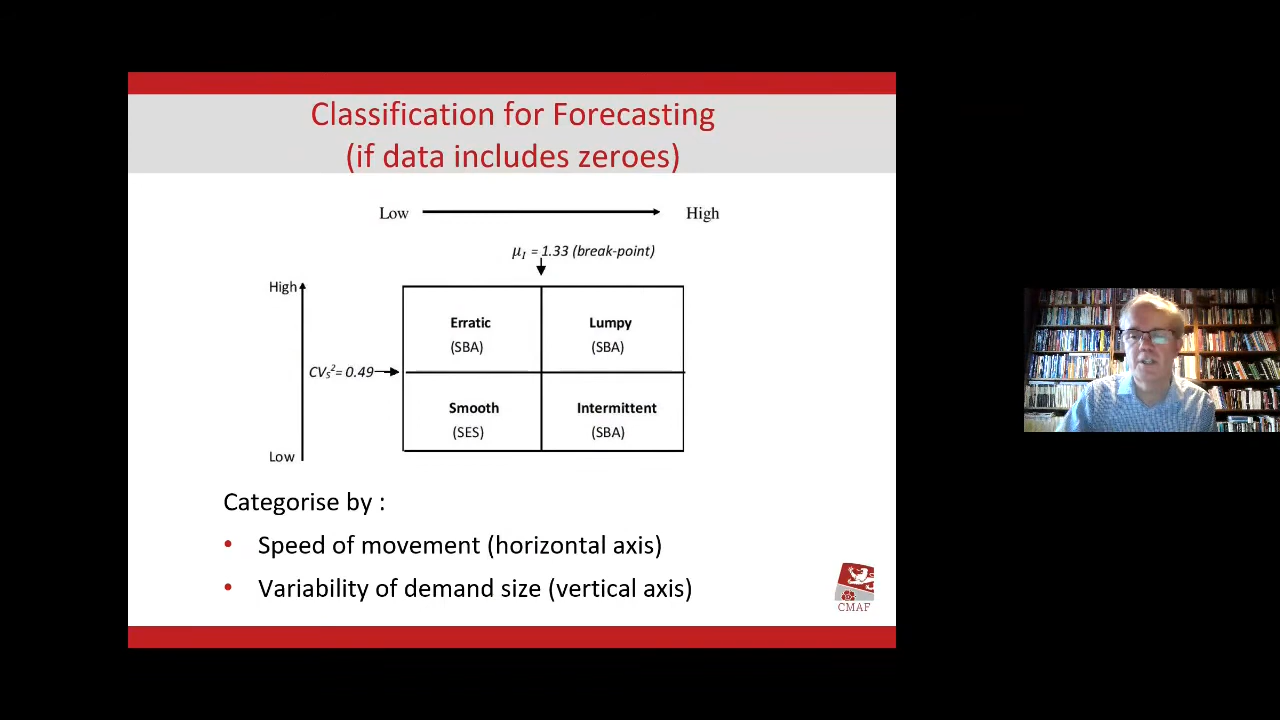 Classification for Forecasting
(if data includes zeroes)
Low High
μI = 1.33 (break-point)
High
Erratic Lumpy
(SBA) (SBA)
CVs²= 0.49
Smooth Intermittent
(SES) (SBA)
Low
Categorise by :
• Speed of movement (horizontal axis)
• Variability of demand size (vertical axis)
CMAF